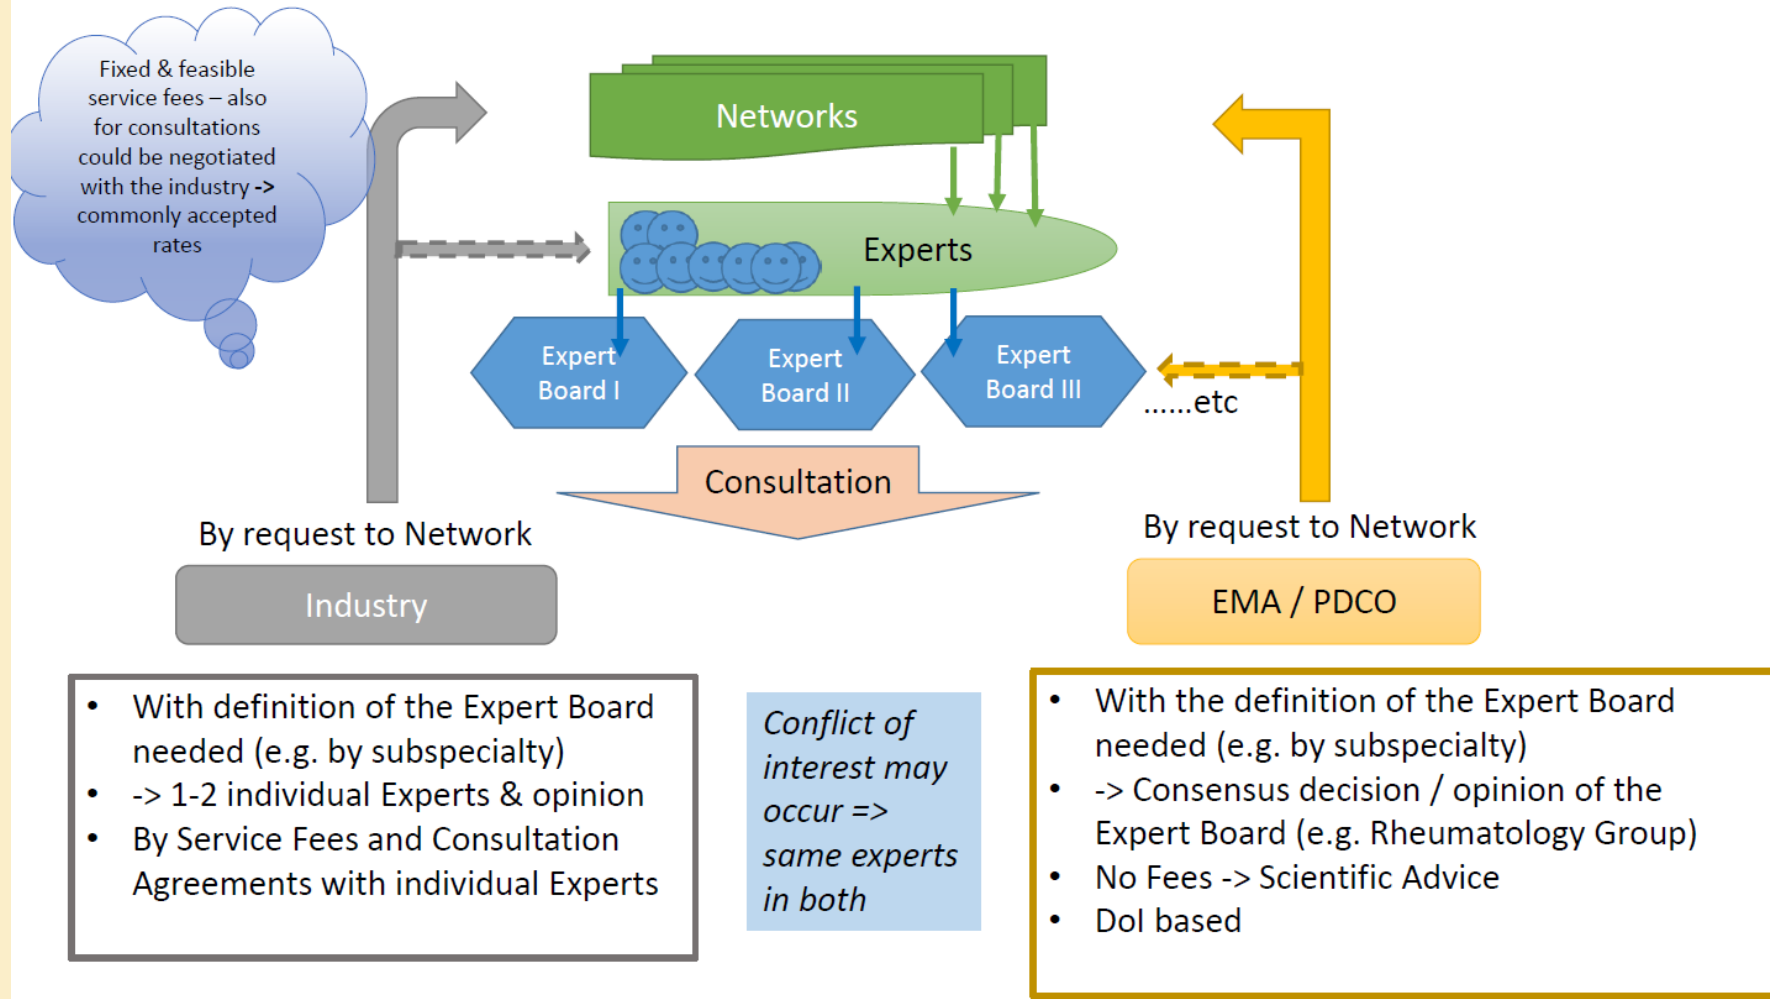 Fixed & feasible
service fees – also
for consultations
could be negotiated
with the industry ->
commonly accepted
rates
Networks
Experts
Expert
Board I
Expert
Board II
Expert
Board III
......etc
Consultation
By request to Network
Industry
By request to Network
EMA / PDCO
• With definition of the Expert Board
needed (e.g. by subspecialty)
• -> 1-2 individual Experts & opinion
• By Service Fees and Consultation
Agreements with individual Experts
Conflict of
interest may
occur =>
same experts
in both
• With the definition of the Expert Board
needed (e.g. by subspecialty)
• -> Consensus decision / opinion of the
Expert Board (e.g. Rheumatology Group)
• No Fees -> Scientific Advice
• DoI based